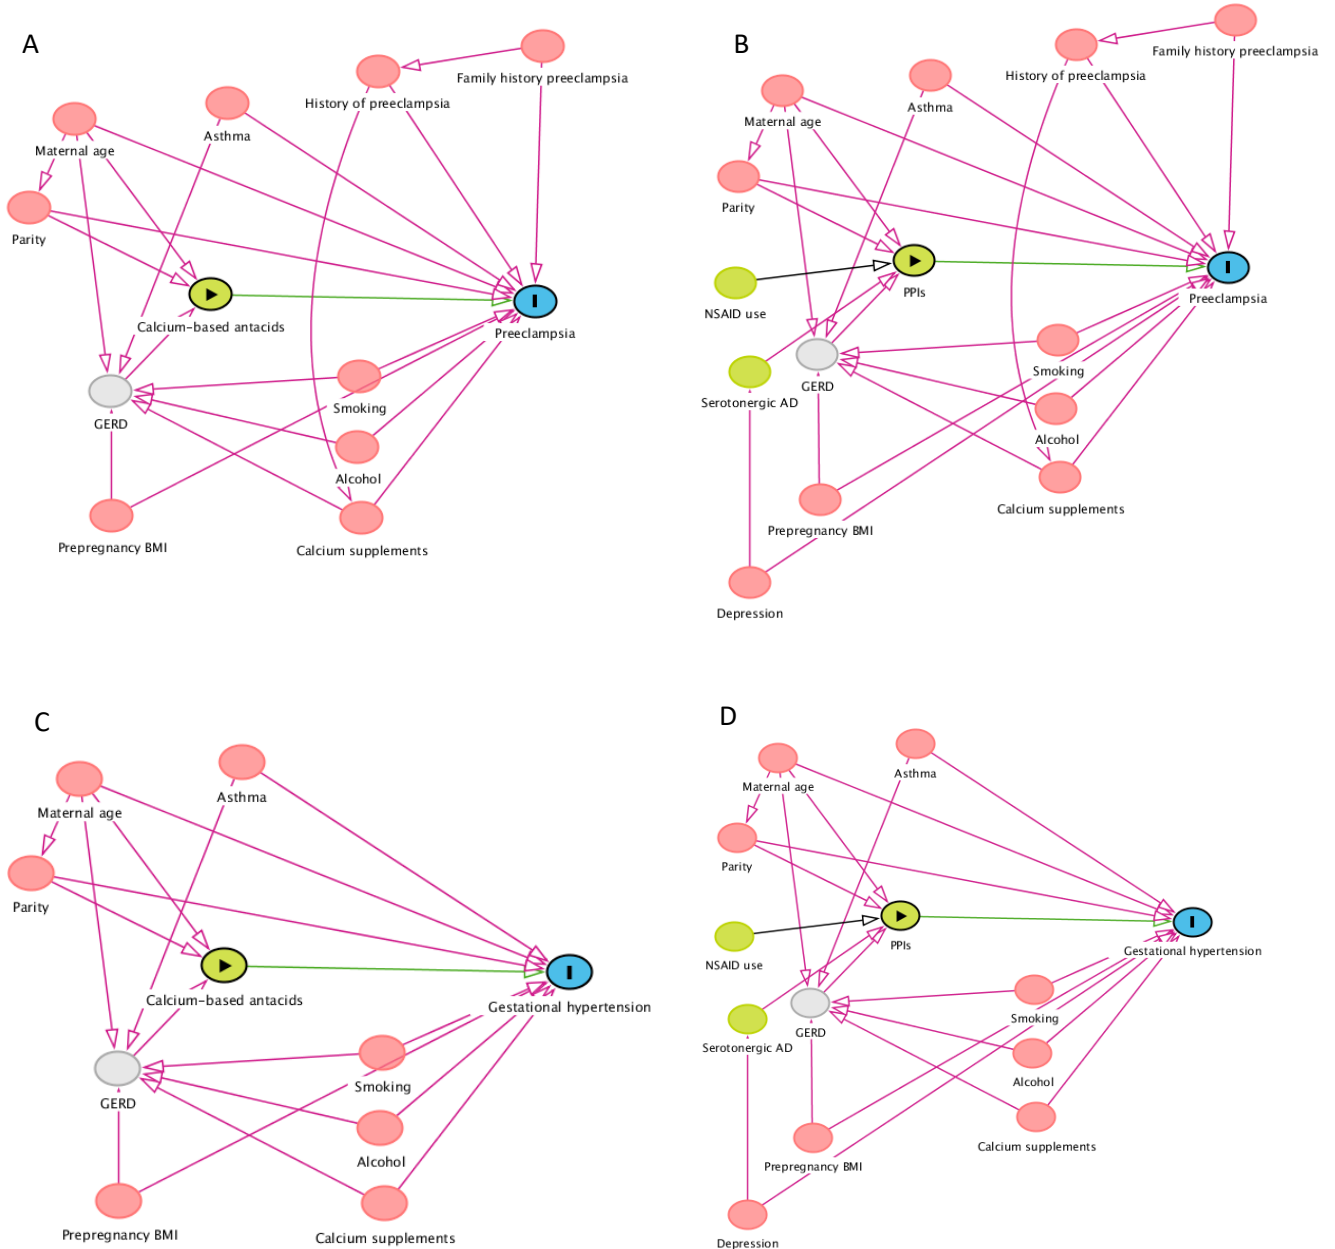 A
Family history preeclampsia
History of preeclampsia
Asthma
Maternal age
Parity
Calcium-based antacids
Preeclampsia
Smoking
GERD
Alcohol
Prepregnancy BMI
Calcium supplements
B
Family history preeclampsia
History of preeclampsia
Asthma
Maternal age
Parity
PPIs
Preeclampsia
NSAID use
Smoking
GERD
Serotonergic AD
Alcohol
Calcium supplements
Prepregnancy BMI
Depression
C
Asthma
Maternal age
Parity
Calcium-based antacids
Gestational hypertension
Smoking
GERD
Alcohol
Prepregnancy BMI
Calcium supplements
D
Asthma
Maternal age
Parity
PPIs
Gestational hypertension
NSAID use
Smoking
GERD
Serotonergic AD
Alcohol
Calcium supplements
Prepregnancy BMI
Depression